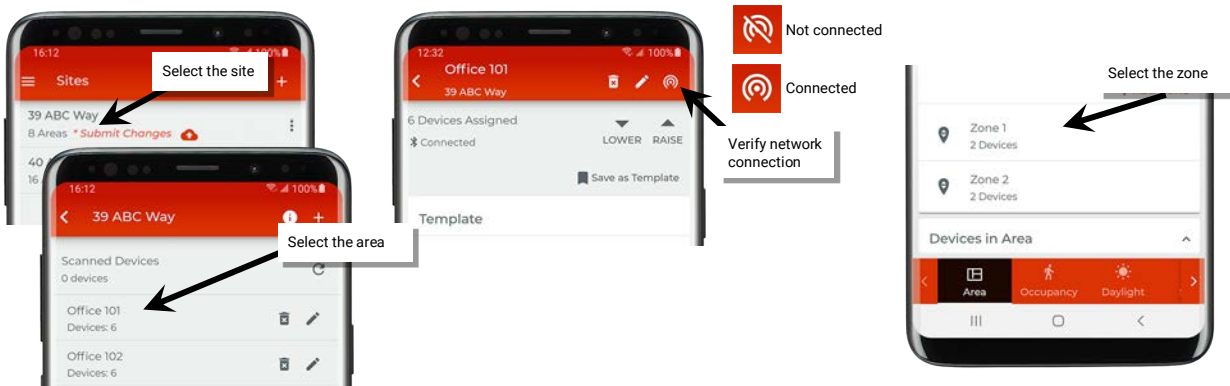 16:12
100%
Sites
+
Select the site
39 ABC Way
8 Areas * Submit Changes
40
16
16:12
100%
39 ABC Way
+
Select the area
Scanned Devices
0 devices
Office 101
Devices: 6
Office 102
Devices: 6
12:32
100%
Office 101
39 ABC Way
6 Devices Assigned
Connected
LOWER RAISE
Save as Template
Template
Not connected
Connected
Verify network
connection
Select the zone
Zone 1
2 Devices
Zone 2
2 Devices
Devices in Area
Area Occupancy Daylight